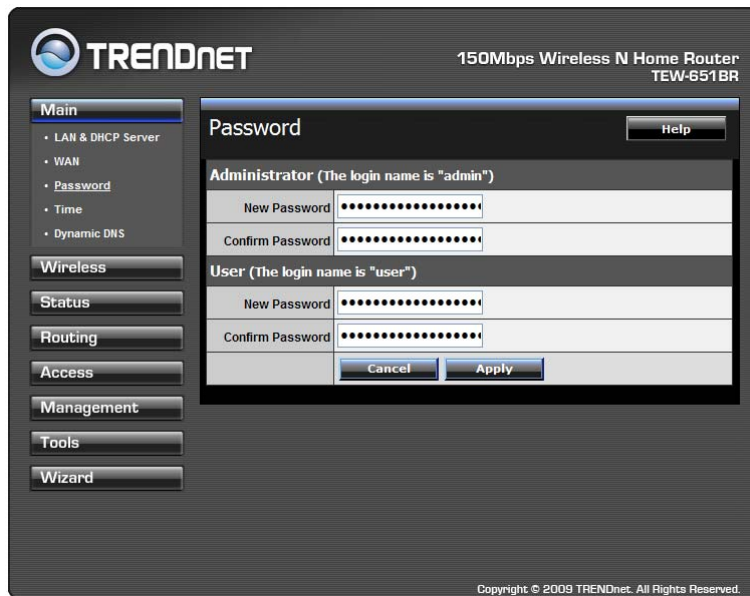 TRENDNET
150Mbps Wireless N Home Router
TEW-651BR
Main
• LAN & DHCP Server
• WAN
• Password
• Time
• Dynamic DNS
Wireless
Status
Routing
Access
Management
Tools
Wizard
Password
Help
Administrator (The login name is "admin")
New Password
Confirm Password
User (The login name is "user")
New Password
Confirm Password
Cancel
Apply
Copyright © 2009 TRENDnet. All Rights Reserved.